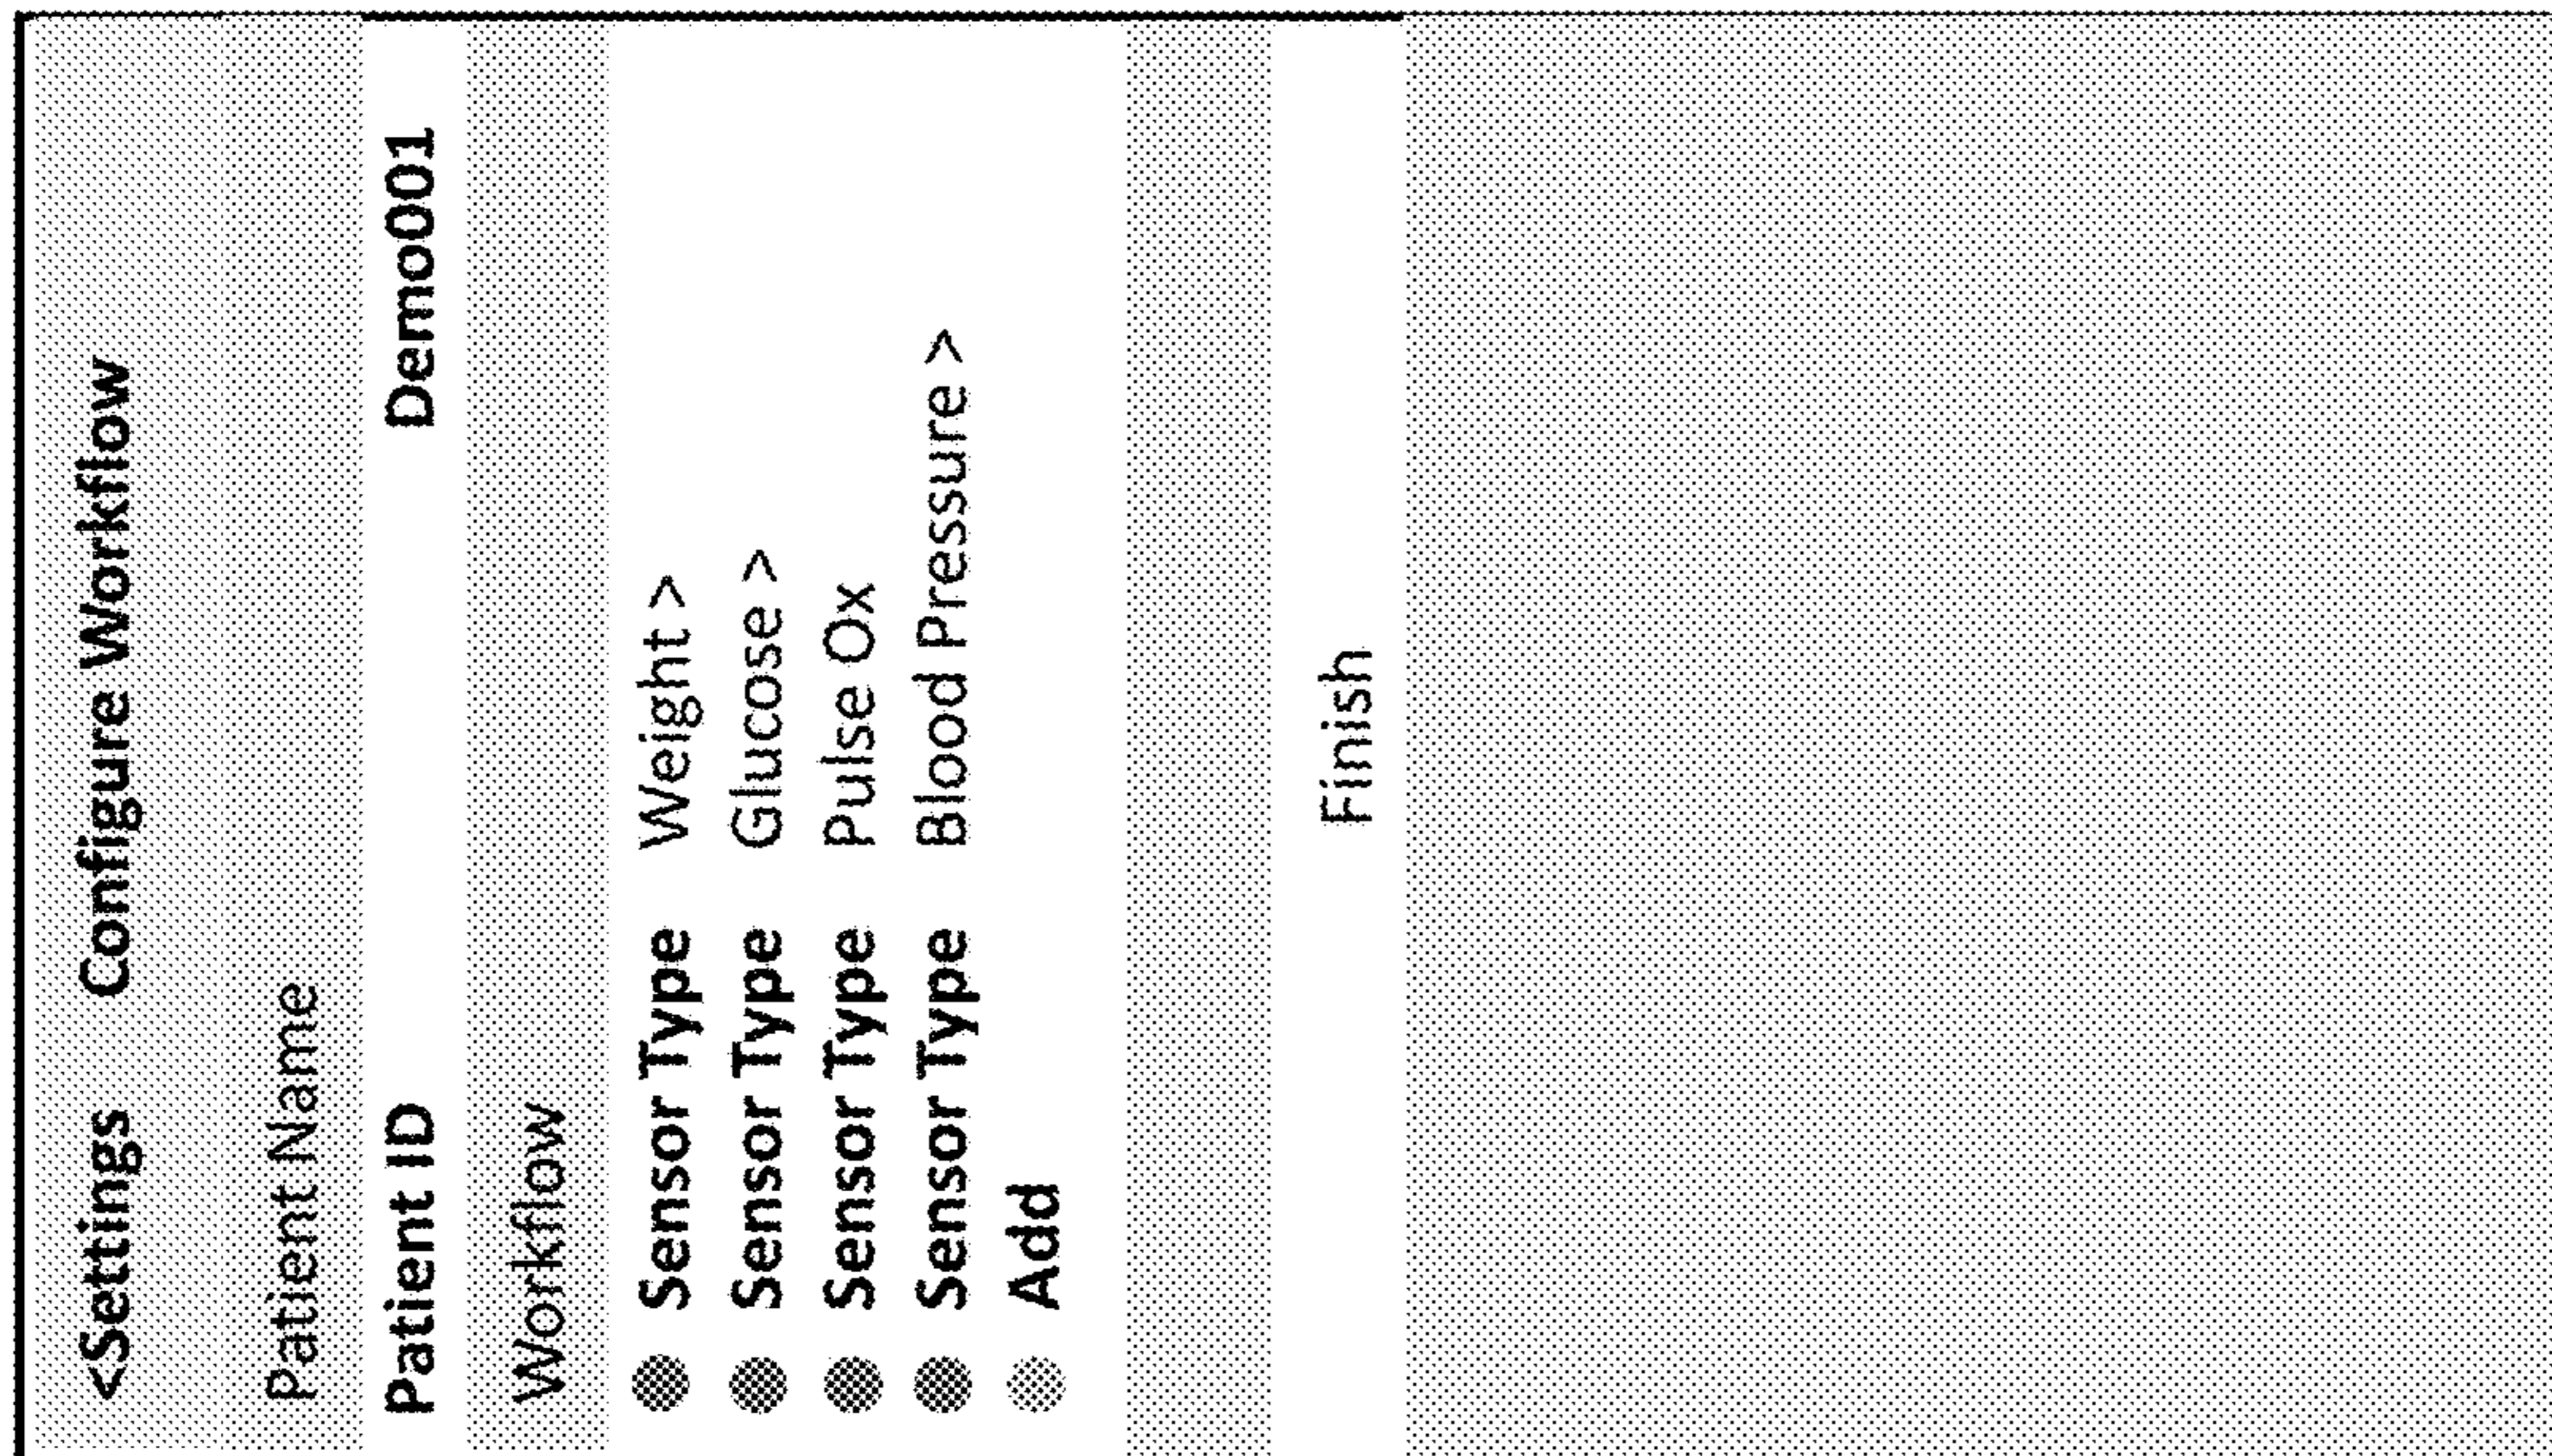 <Settings Configure Workflow
Patient Name
Patient ID Demo001
Workflow
Sensor Type Weight >
Sensor Type Glucose >
Sensor Type Pulse Ox
Sensor Type Blood Pressure >
Add
Finish